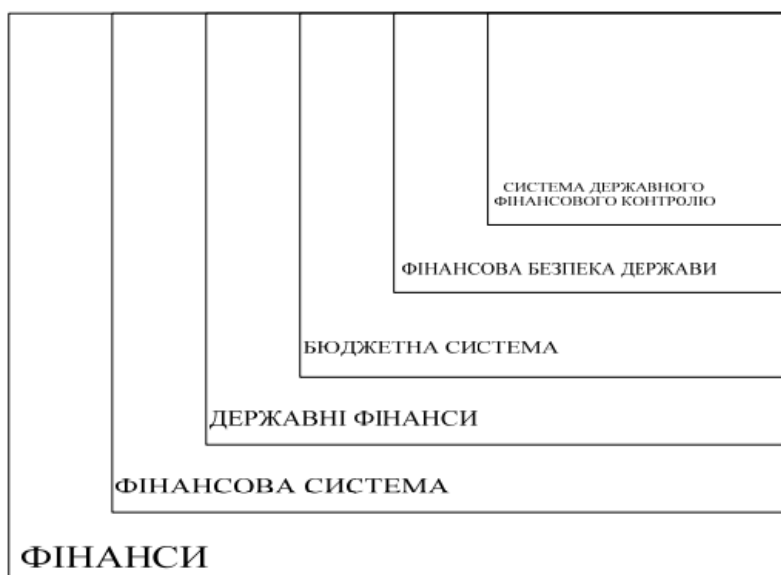 СИСТЕМА ДЕРЖАВНОГО
ФІНАНСОВОГО КОНТРОЛЮ
ФІНАНСОВА БЕЗПЕКА ДЕРЖАВИ
БЮДЖЕТНА СИСТЕМА
ДЕРЖАВНІ ФІНАНСИ
ФІНАНСОВА СИСТЕМА
ФІНАНСИ